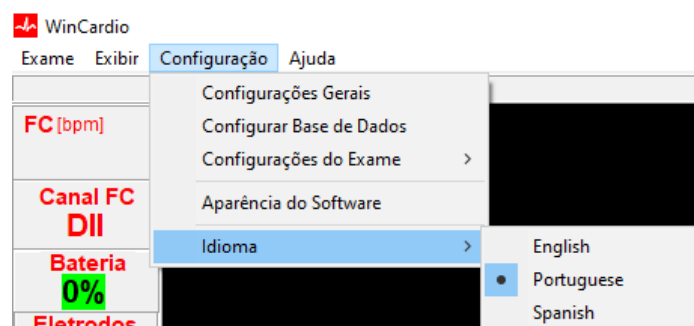 WinCardio
Exame Exibir Configuração Ajuda
Configurações Gerais
FC [bpm]
Configurar Base de Dados
Configurações do Exame
Canal FC
Aparência do Software
DII
Idioma
English
Bateria
Portuguese
0%
Spanish
Eletrodos